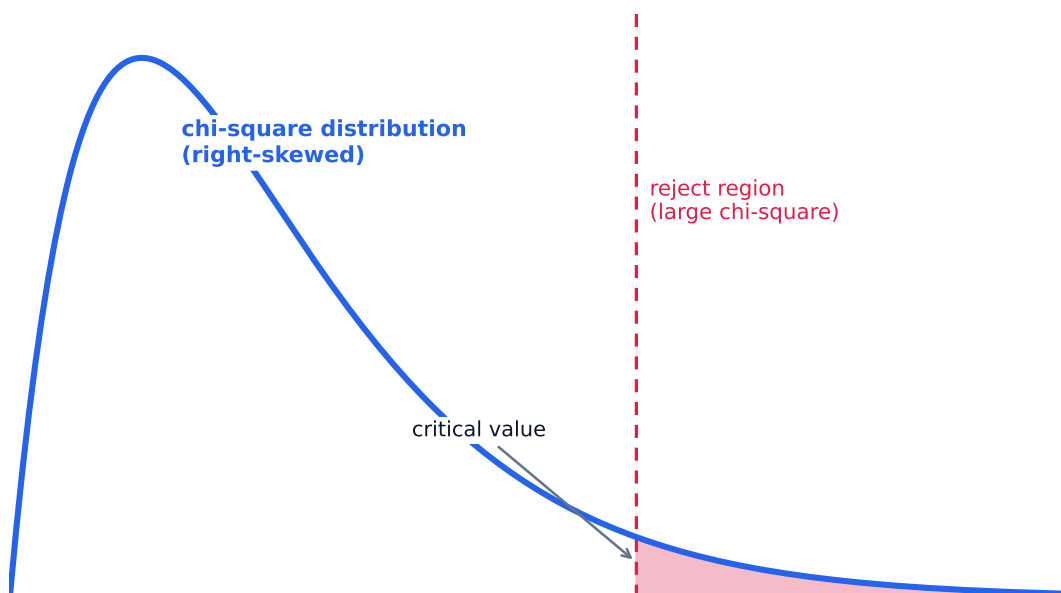 chi-square distribution
(right-skewed)
reject region
(large chi-square)
critical value